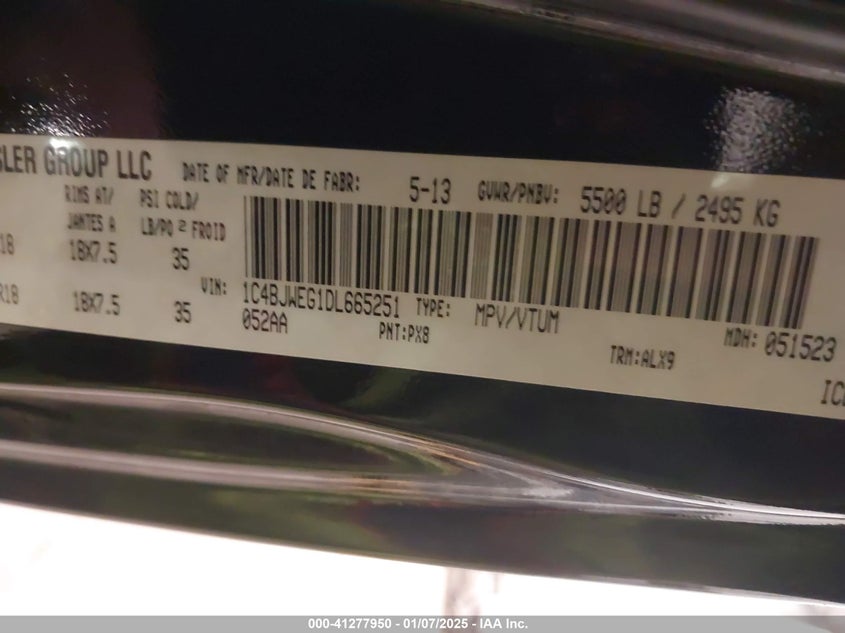 SLER GROUP LLC DATE OF MFR/DATE DE FABR: 5-13 GVWR/PNBV: 5500 LB / 2495 KG
RIMS AT/ PSI COLD/
JANTES A LB/PO² FROID
18 18X7.5 35
R18 18X7.5 35 VIN: 1C4BJWEG1DL665251 TYPE: MPV/VTUM MDH: 051523
052AA PNT:PX8 TRM:ALX9
000-41277950 - 01/07/2025 - IAA Inc.